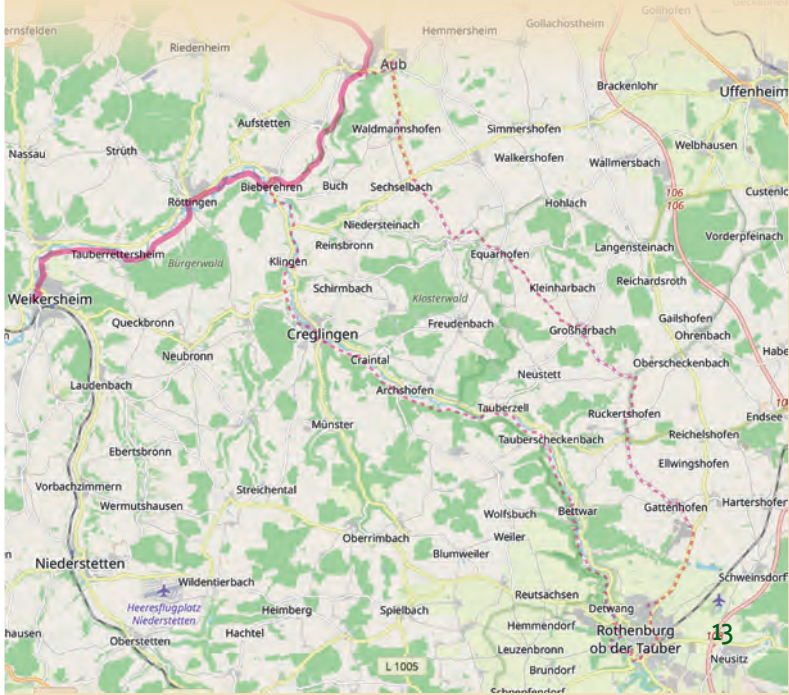 ernsfelden
Riedenheim
Hemmersheim
Gollachostheim
Gollhofen
Aub
Brackenlohr
Uffenheim
Aufstetten
Waldmannshofen
Simmershofen
Welbhausen
Nassau
Strüth
Walkershofen
Wallmersbach
Röttingen
Bieberehren
Buch
Sechselbach
106
106
Custenlo
Hohlach
Niedersteinach
Vorderpfeinach
Tauberrettersheim
Bürgerwald
Klingen
Reinsbronn
Equarhofen
Langensteinach
Weikersheim
Schirmbach
Klosterwald
Kleinharbach
Reichardsroth
Queckbronn
Creglingen
Freudenbach
Großharbach
Gailshofen
Ohrenbach
Neubronn
Craintal
Oberscheckenbach
Habe
Laudenbach
Archshofen
Neustett
Tauberzell
Ruckertshofen
10
Endsee
Münster
Tauberscheckenbach
Reichelshofen
Ebertsbronn
Ellwingshofen
Vorbachzimmern
Streichental
Wermutshausen
Wolfsbuch
Bettwar
Gattenhofen
Hartershofen
Oberrimbach
Weiler
Blumweiler
Niederstetten
Wildentierbach
Schweinsdorf
Heeresflugplatz
Niederstetten
Heimberg
Spielbach
Reutsachsen
Detwang
hausen
Oberstetten
Hachtel
Hemmendorf
Rothenburg
ob der Tauber
13
Leuzenbronn
Neusitz
L 1005
Brundorf
Schnepfendorf